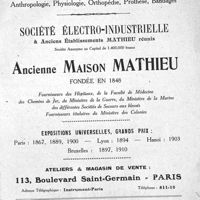 Anthropologie, Physiologie, Orthopédie, Prothèse, Bandages
SOCIÉTÉ ÉLECTRO-INDUSTRIELLE
& Anciens Établissements MATHIEU réunis
Société Anonyme au Capital de 1.400.000 francs
Ancienne MAISON MATHIEU
FONDÉE EN 1848
Fournisseurs des Hôpitaux, de la Faculté de Médecine
des Chemins de Fer, du Ministère de la Guerre, du Ministère de la Marine
des différentes Sociétés de Secours aux blessés
Fournisseurs titulaires du Ministère des Colonies
EXPOSITIONS UNIVERSELLES, GRANDS PRIX :
Paris : 1867, 1889, 1900 — Lyon : 1894 — Hanoï : 1903
Bruxelles : 1897, 1910
ATELIERS & MAGASIN DE VENTE :
113, Boulevard Saint-Germain - PARIS
Adresse Télégraphique : Instrument-Paris Téléphone : 811-10